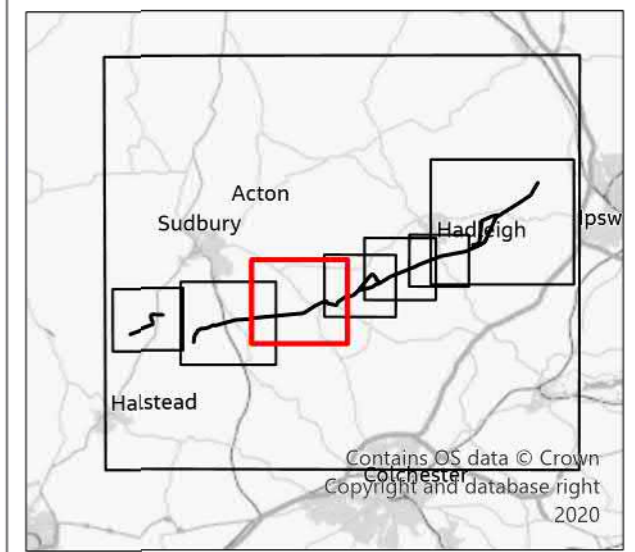 Acton
Sudbury
Hadleigh
Ipsw
Halstead
Contains OS data © Crown
Colchester
Copyright and database right
2020